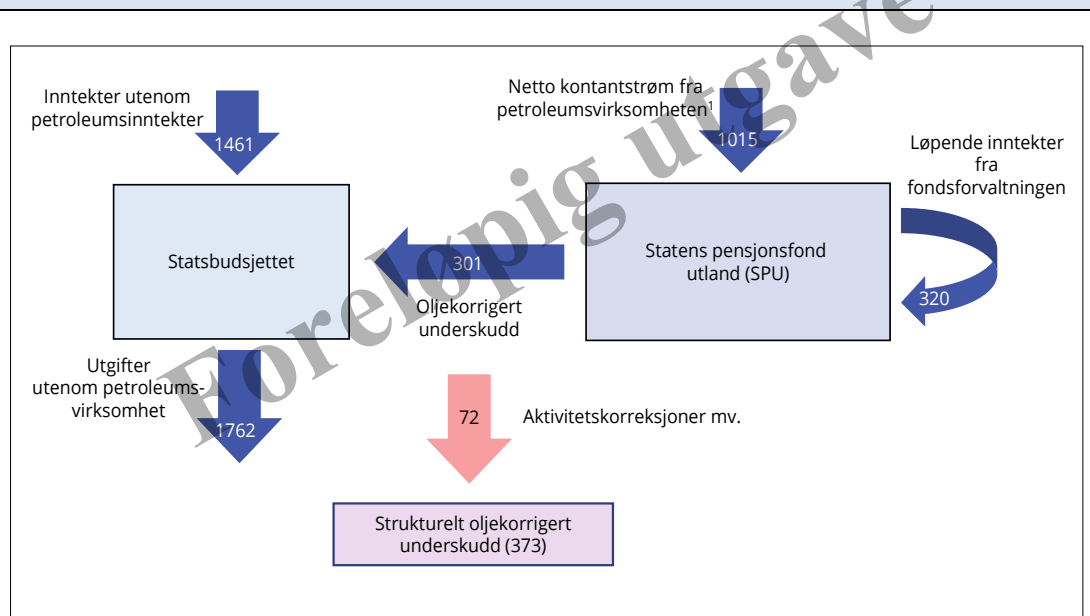 Inntekter utenom
petroleumsinntekter
1461
Netto kontantstrøm fra
petroleumsvirksomheten¹
1015
Løpende inntekter
fra
fondsforvaltningen
Statsbudsjettet
301
Oljekorrigert
underskudd
Statens pensjonsfond
utland (SPU)
320
Utgifter
utenom petroleums-
virksomhet
1762
72
Aktivitetskorreksjoner mv.
Strukturelt oljekorrigert
underskudd (373)
Foreløpig utgave